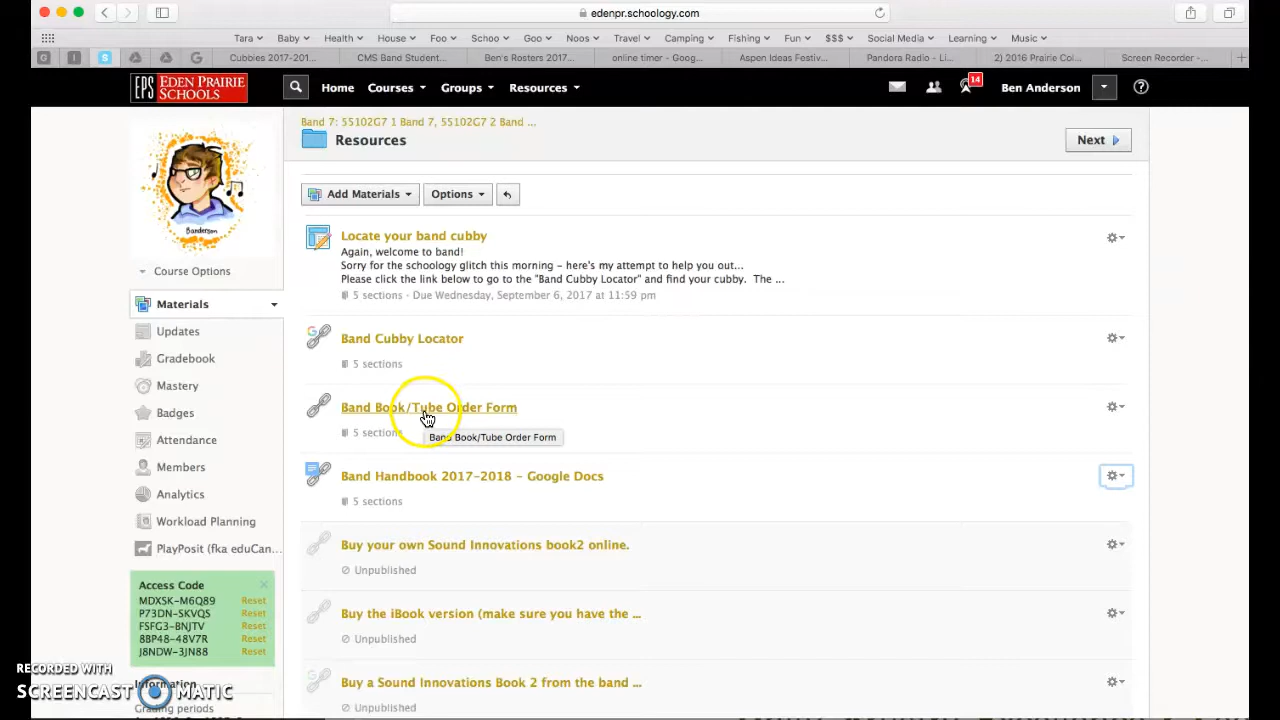 edenpr.schoology.com
Tara Baby Health House Foo Schoo Goo Noos Travel Camping Fishing Fun $$$ Social Media Learning Music
Cubbies 2017-201... CMS Band Student... Ben's Rosters 2017... online timer - Goog... Aspen Ideas Festiv... Pandora Radio - Li... 2) 2016 Prairie Col... Screen Recorder -...
EPS EDEN PRAIRIE SCHOOLS
Home Courses Groups Resources 14 Ben Anderson
Band 7: 55102G7 1 Band 7, 55102G7 2 Band ...
Resources
Next
Add Materials Options
Banderson
Course Options
Materials
Updates
Gradebook
Mastery
Badges
Attendance
Members
Analytics
Workload Planning
PlayPosit (fka eduCan...
Access Code
MDXSK-M6Q89 Reset
P73DN-SKVQS Reset
FSFG3-BNJTV Reset
8BP48-48V7R Reset
J8NDW-3JN88 Reset
Information
Grading periods
Locate your band cubby
Again, welcome to band!
Sorry for the schoology glitch this morning - here's my attempt to help you out...
Please click the link below to go to the "Band Cubby Locator" and find your cubby. The ...
5 sections · Due Wednesday, September 6, 2017 at 11:59 pm
Band Cubby Locator
5 sections
Band Book/Tube Order Form
5 sections
Band Book/Tube Order Form
Band Handbook 2017-2018 - Google Docs
5 sections
Buy your own Sound Innovations book2 online.
Unpublished
Buy the iBook version (make sure you have the ...
Unpublished
Buy a Sound Innovations Book 2 from the band ...
Unpublished
RECORDED WITH
SCREENCAST MATIC